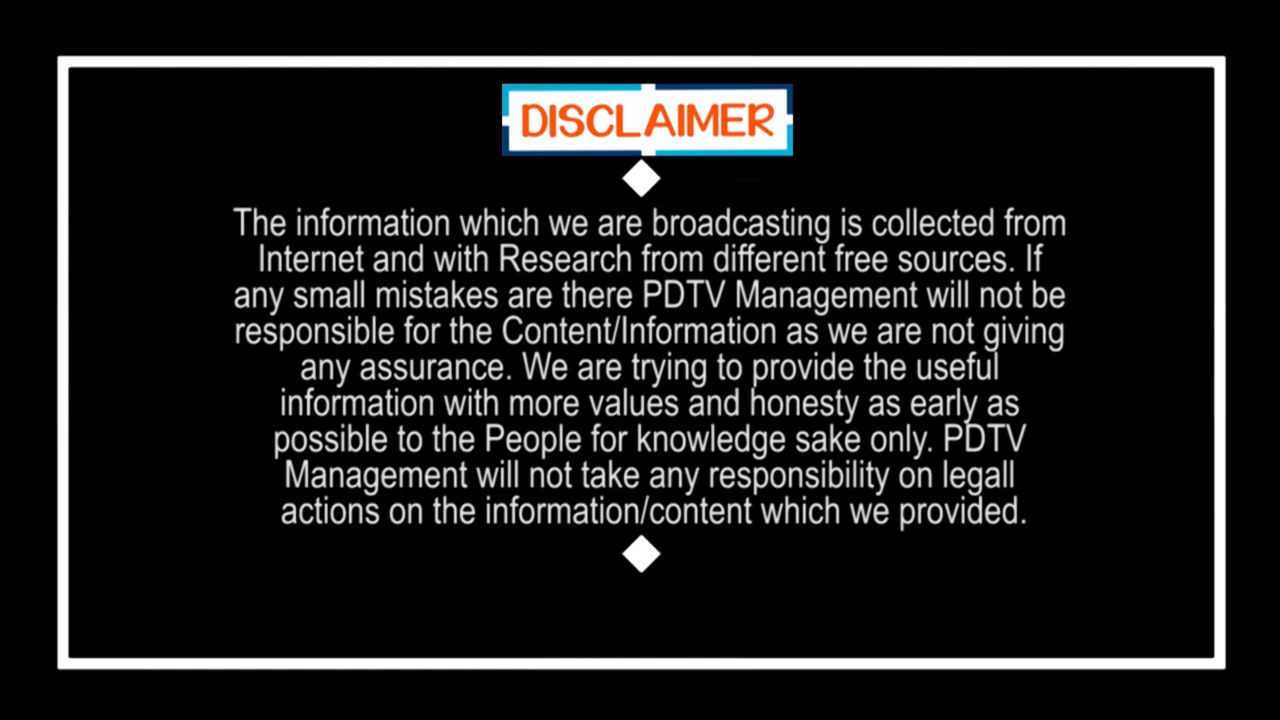 DISCLAIMER
The information which we are broadcasting is collected from
Internet and with Research from different free sources. If
any small mistakes are there PDTV Management will not be
responsible for the Content/Information as we are not giving
any assurance. We are trying to provide the useful
information with more values and honesty as early as
possible to the People for knowledge sake only. PDTV
Management will not take any responsibility on legall
actions on the information/content which we provided.